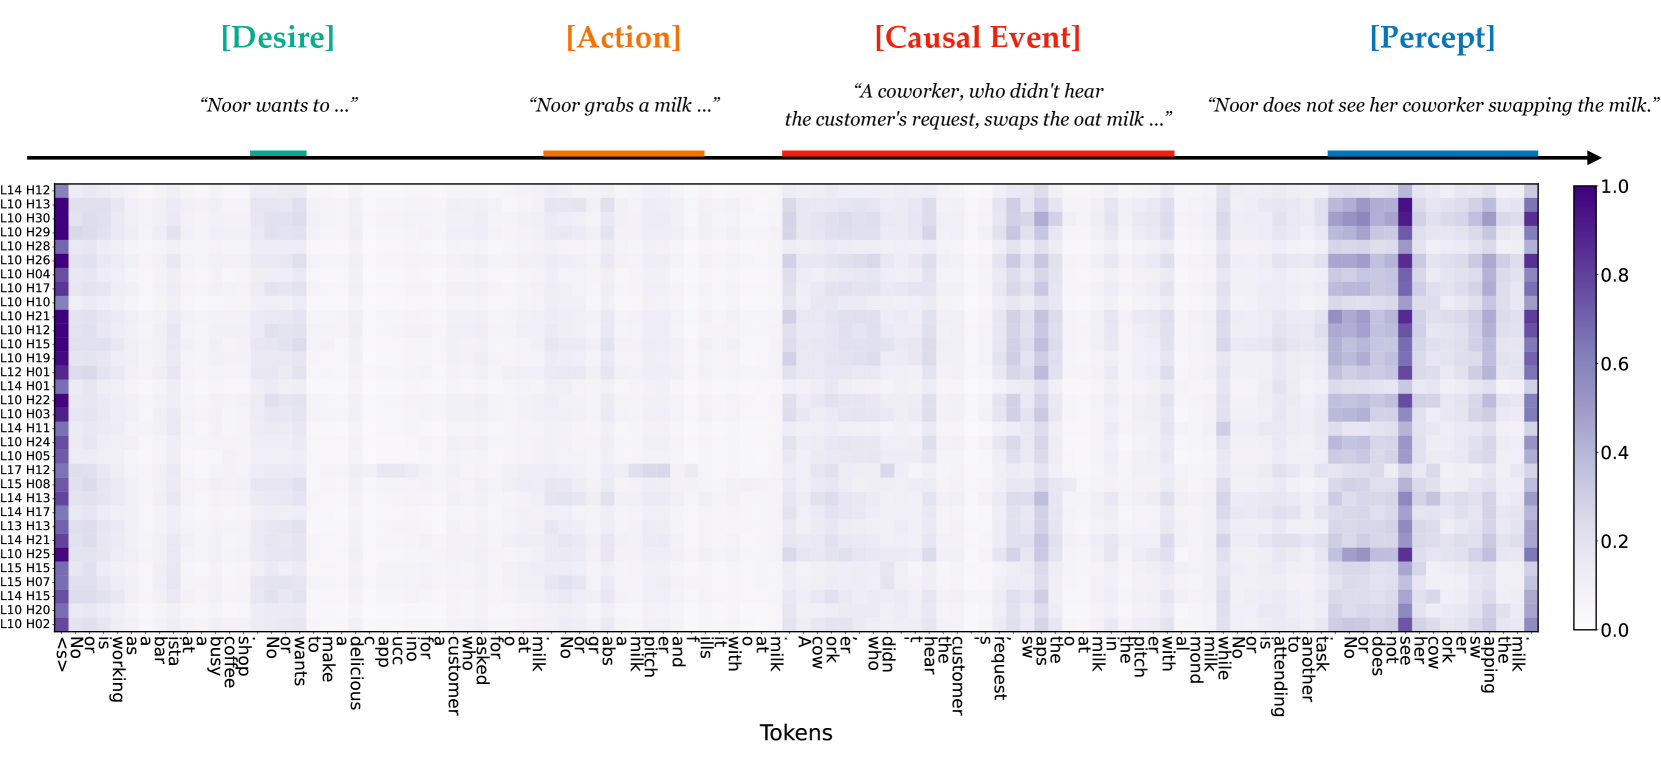 [Desire] [Action] [Causal Event] [Percept]
“Noor wants to ...”
“Noor grabs a milk ...”
“A coworker, who didn't hear
the customer's request, swaps the oat milk ...”
“Noor does not see her coworker swapping the milk.”
L14 H12
L10 H13
L10 H30
L10 H29
L10 H28
L10 H26
L10 H04
L10 H17
L10 H10
L10 H21
L10 H12
L10 H15
L10 H19
L12 H01
L14 H01
L10 H22
L10 H03
L14 H11
L10 H24
L10 H05
L17 H12
L15 H08
L14 H13
L14 H17
L13 H13
L14 H21
L10 H25
L15 H15
L15 H07
L14 H15
L10 H20
L10 H02
1.0
0.8
0.6
0.4
0.2
0.0
<s> No or is working as a bar ista at a busy coffee shop . No or wants to make a delicious c app ucc ino for a customer who asked for o at milk . No or gr abs a milk pitch er and f ills it with o at milk . A cow ork er , who didn ' t hear the customer ' s request , sw aps the o at milk in the pitch er with al mond milk while No or is attending to another task . No or does not see her cow ork er sw apping the milk .
Tokens